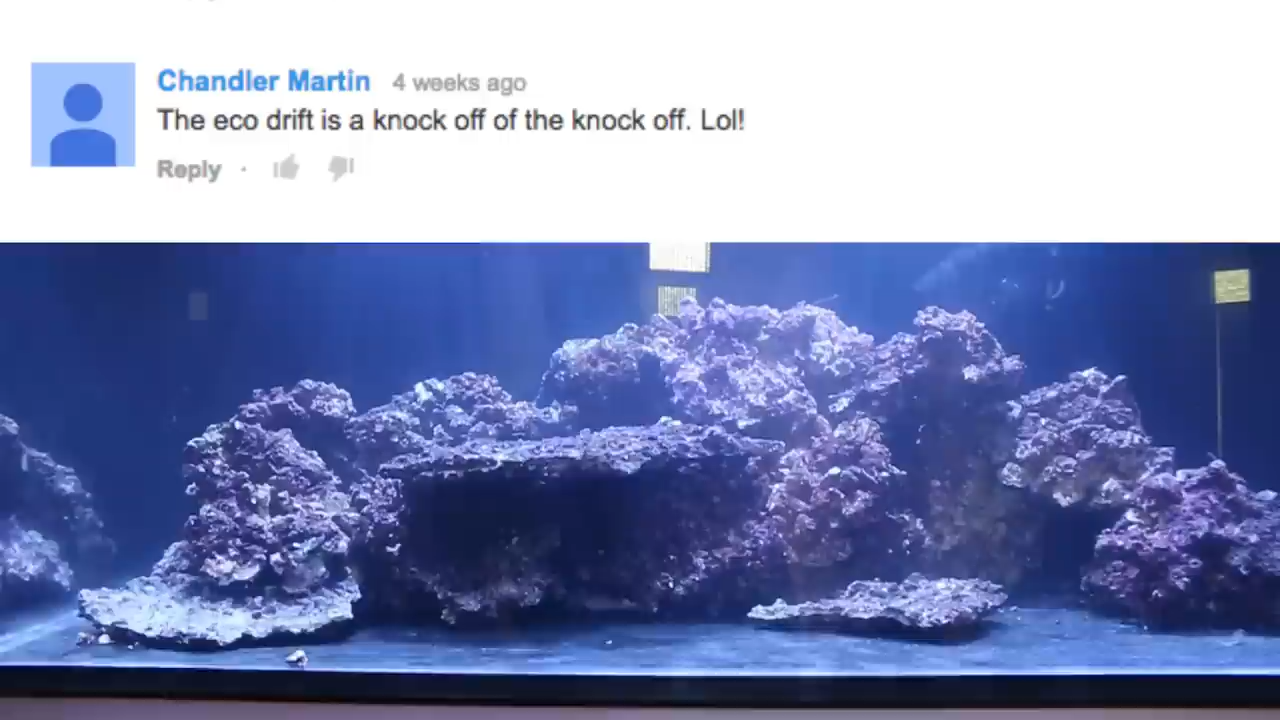 Chandler Martin 4 weeks ago
The eco drift is a knock off of the knock off. Lol!
Reply ·